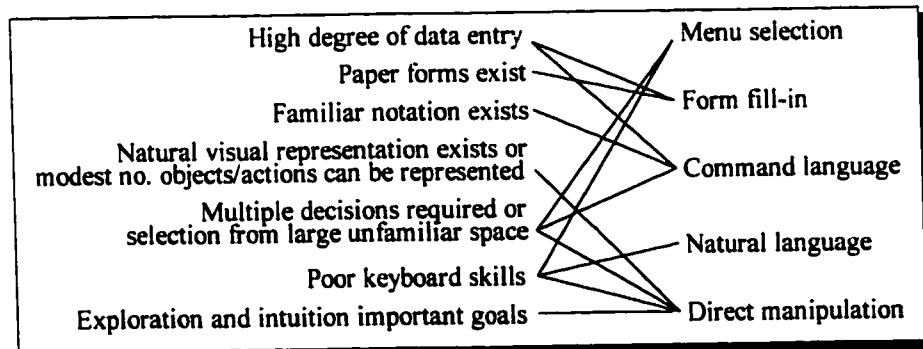 High degree of data entry
Paper forms exist
Familiar notation exists
Natural visual representation exists or
modest no. objects/actions can be represented
Multiple decisions required or
selection from large unfamiliar space
Poor keyboard skills
Exploration and intuition important goals
Menu selection
Form fill-in
Command language
Natural language
Direct manipulation